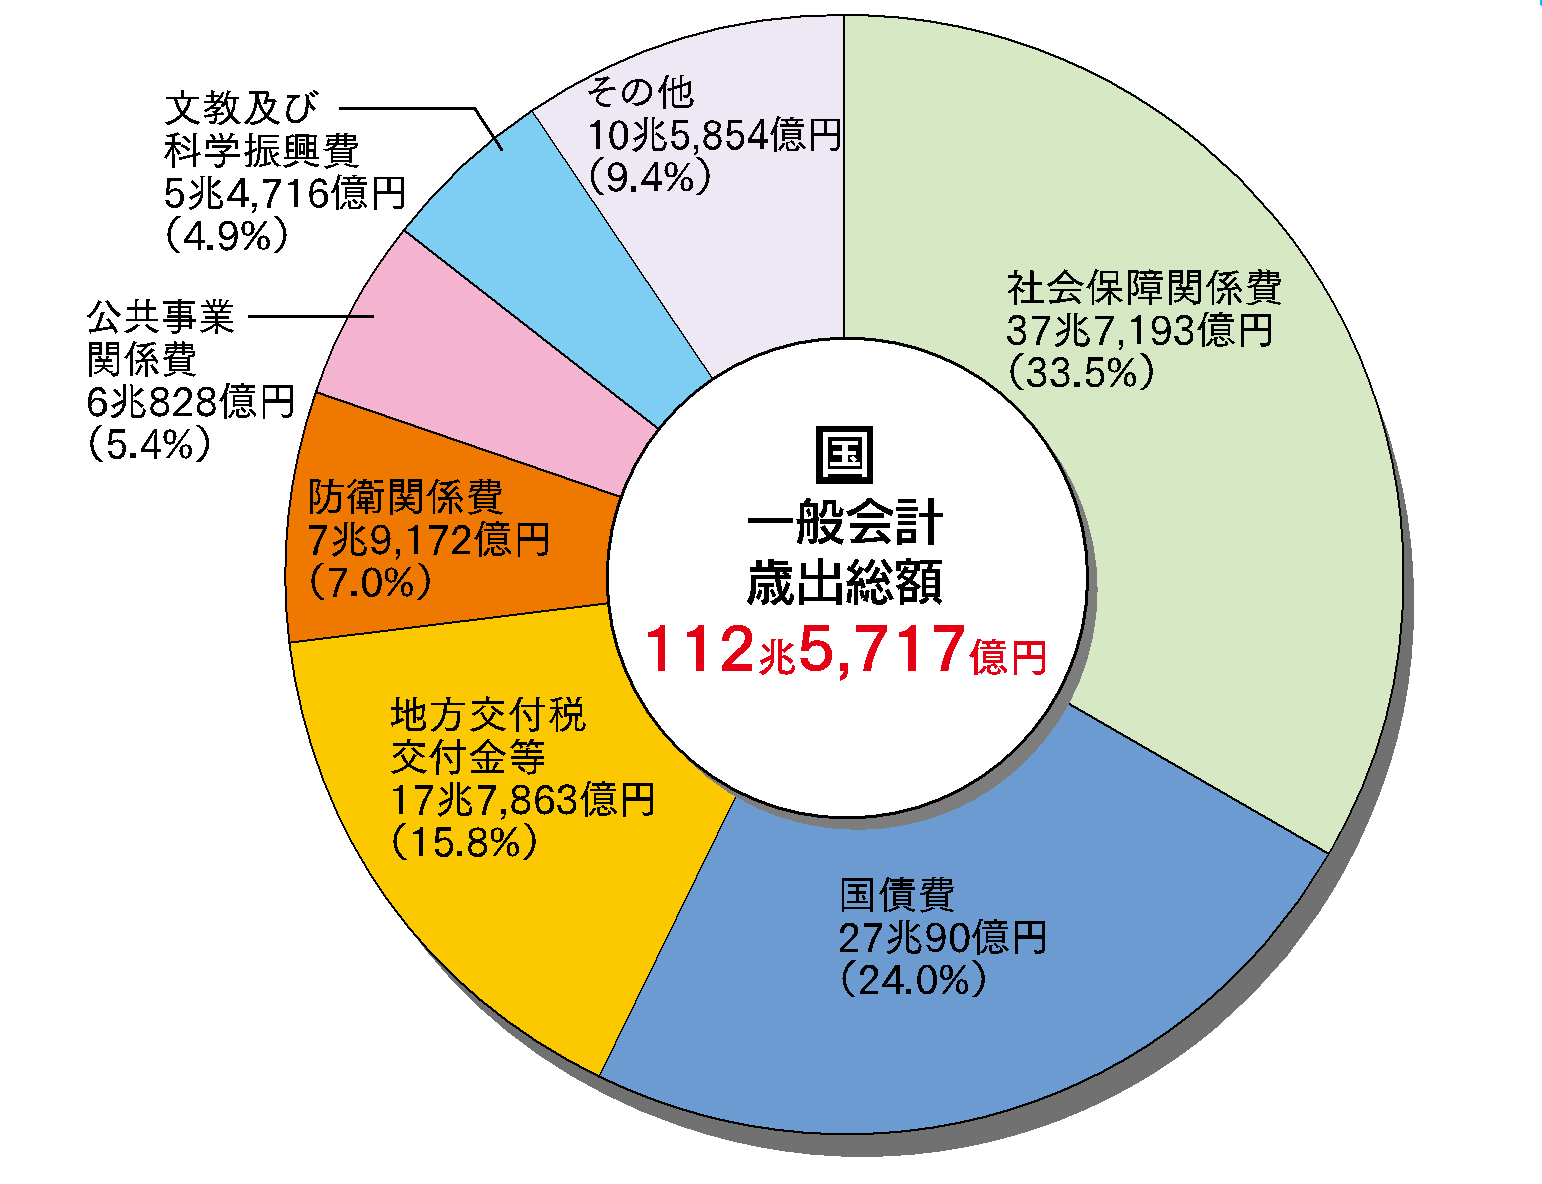 国
一般会計
歳出総額
112兆5,717億円
社会保障関係費
37兆7,193億円
（33.5%）
国債費
27兆90億円
（24.0%）
地方交付税
交付金等
17兆7,863億円
（15.8%）
防衛関係費
7兆9,172億円
（7.0%）
公共事業
関係費
6兆828億円
（5.4%）
文教及び
科学振興費
5兆4,716億円
（4.9%）
その他
10兆5,854億円
（9.4%）